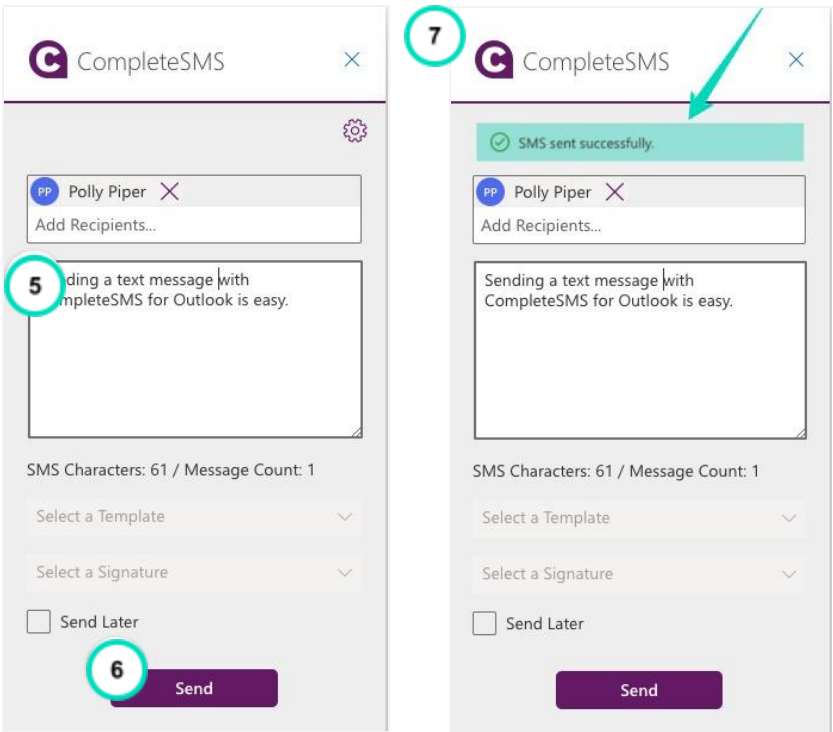 C CompleteSMS
PP Polly Piper
Add Recipients...
5
ding a text message with
mpleteSMS for Outlook is easy.
SMS Characters: 61 / Message Count: 1
Select a Template
Select a Signature
Send Later
6
Send
7
C CompleteSMS
SMS sent successfully.
PP Polly Piper
Add Recipients...
Sending a text message with
CompleteSMS for Outlook is easy.
SMS Characters: 61 / Message Count: 1
Select a Template
Select a Signature
Send Later
Send